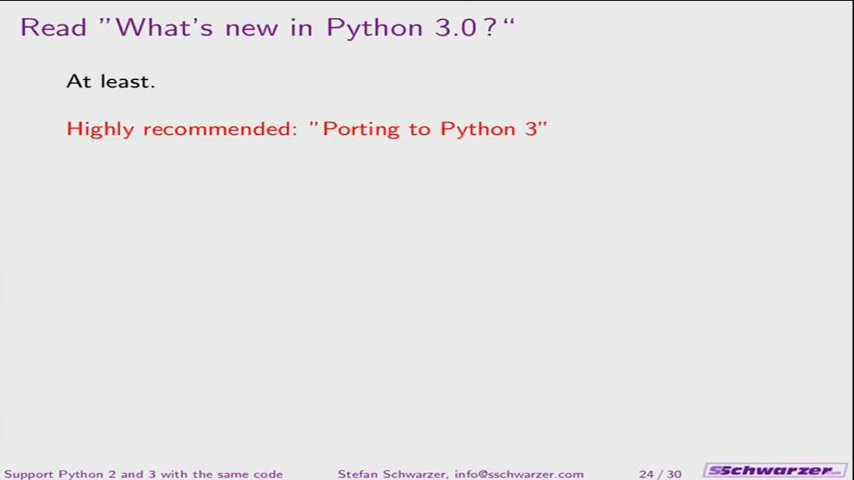 Read ”What's new in Python 3.0?“
At least.
Highly recommended: ”Porting to Python 3”
Support Python 2 and 3 with the same code Stefan Schwarzer, info@sschwarzer.com 24 / 30 SSchwarzer